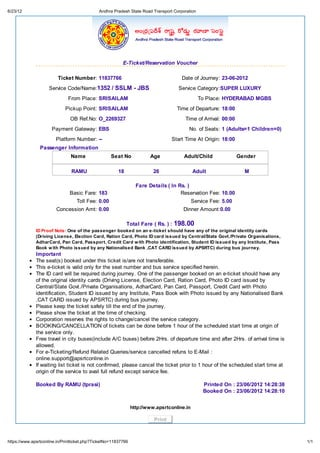 6/23/12 Andhra Pradesh State Road Transport Corporation
ఆంధ్రప్రదేశ్ రాష్ట్ర రోడ్డు రవాణా సంస్థ
Andhra Pradesh State Road Transport Corporation
E-Ticket/Reservation Voucher
Ticket Number: 11837766 Date of Journey: 23-06-2012
Service Code/Name:1352 / SSLM - JBS Service Category:SUPER LUXURY
From Place: SRISAILAM To Place: HYDERABAD MGBS
Pickup Point: SRISAILAM Time of Departure: 18:00
OB Ref.No: O_2269327 Time of Arrival: 00:00
Payment Gateway: EBS No. of Seats: 1 (Adults=1 Children=0)
Platform Number: -- Start Time At Origin: 18:00
Passenger Information
Name Seat No Age Adult/Child Gender
RAMU 18 26 Adult M
Fare Details ( In Rs. )
Basic Fare: 183 Reservation Fee: 10.00
Toll Fee: 0.00 Service Fee: 5.00
Concession Amt: 0.00 Dinner Amount:0.00
Total Fare ( Rs. ) : 198.00
ID Proof Note: One of the passenger booked on an e-ticket should have any of the original identity cards
(Driving License, Election Card, Ration Card, Photo ID card issued by Central/State Govt./Private Organisations,
AdharCard, Pan Card, Passport, Credit Card with Photo identification, Student ID issued by any Institute, Pass
Book with Photo issued by any Nationalised Bank ,CAT CARD issued by APSRTC) during bus journey.
Important
• The seat(s) booked under this ticket is/are not transferable.
• This e-ticket is valid only for the seat number and bus service specified herein.
• The ID card will be required during journey. One of the passenger booked on an e-ticket should have any
of the original identity cards (Driving License, Election Card, Ration Card, Photo ID card issued by
Central/State Govt./Private Organisations, AdharCard, Pan Card, Passport, Credit Card with Photo
identification, Student ID issued by any Institute, Pass Book with Photo issued by any Nationalised Bank
,CAT CARD issued by APSRTC) during bus journey.
• Please keep the ticket safely till the end of the journey.
• Please show the ticket at the time of checking.
• Corporation reserves the rights to change/cancel the service category.
• BOOKING/CANCELLATION of tickets can be done before 1 hour of the scheduled start time at origin of
the service only.
• Free travel in city buses(include A/C buses) before 2Hrs. of departure time and after 2Hrs. of arrival time is
allowed.
• For e-Ticketing/Refund Related Queries/service cancelled refuns to E-Mail :
online.support@apsrtconline.in
• If waiting list ticket is not confirmed, please cancel the ticket prior to 1 hour of the scheduled start time at
origin of the service to avail full refund except service fee.
Booked By RAMU (tprasi) Printed On : 23/06/2012 14:28:38
Booked On : 23/06/2012 14:28:10
http://www.apsrtconline.in
Print
https://www.apsrtconline.in/Printticket.php?TicketNo=11837766 1/1